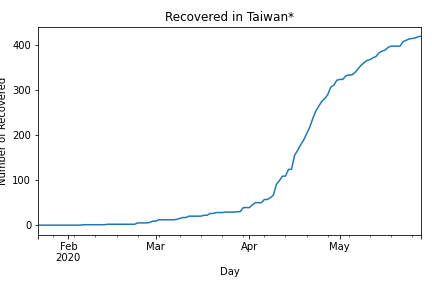 Recovered in Taiwan*
Number of Recovered
400
300
200
100
0
Feb
2020
Mar
Apr
May
Day